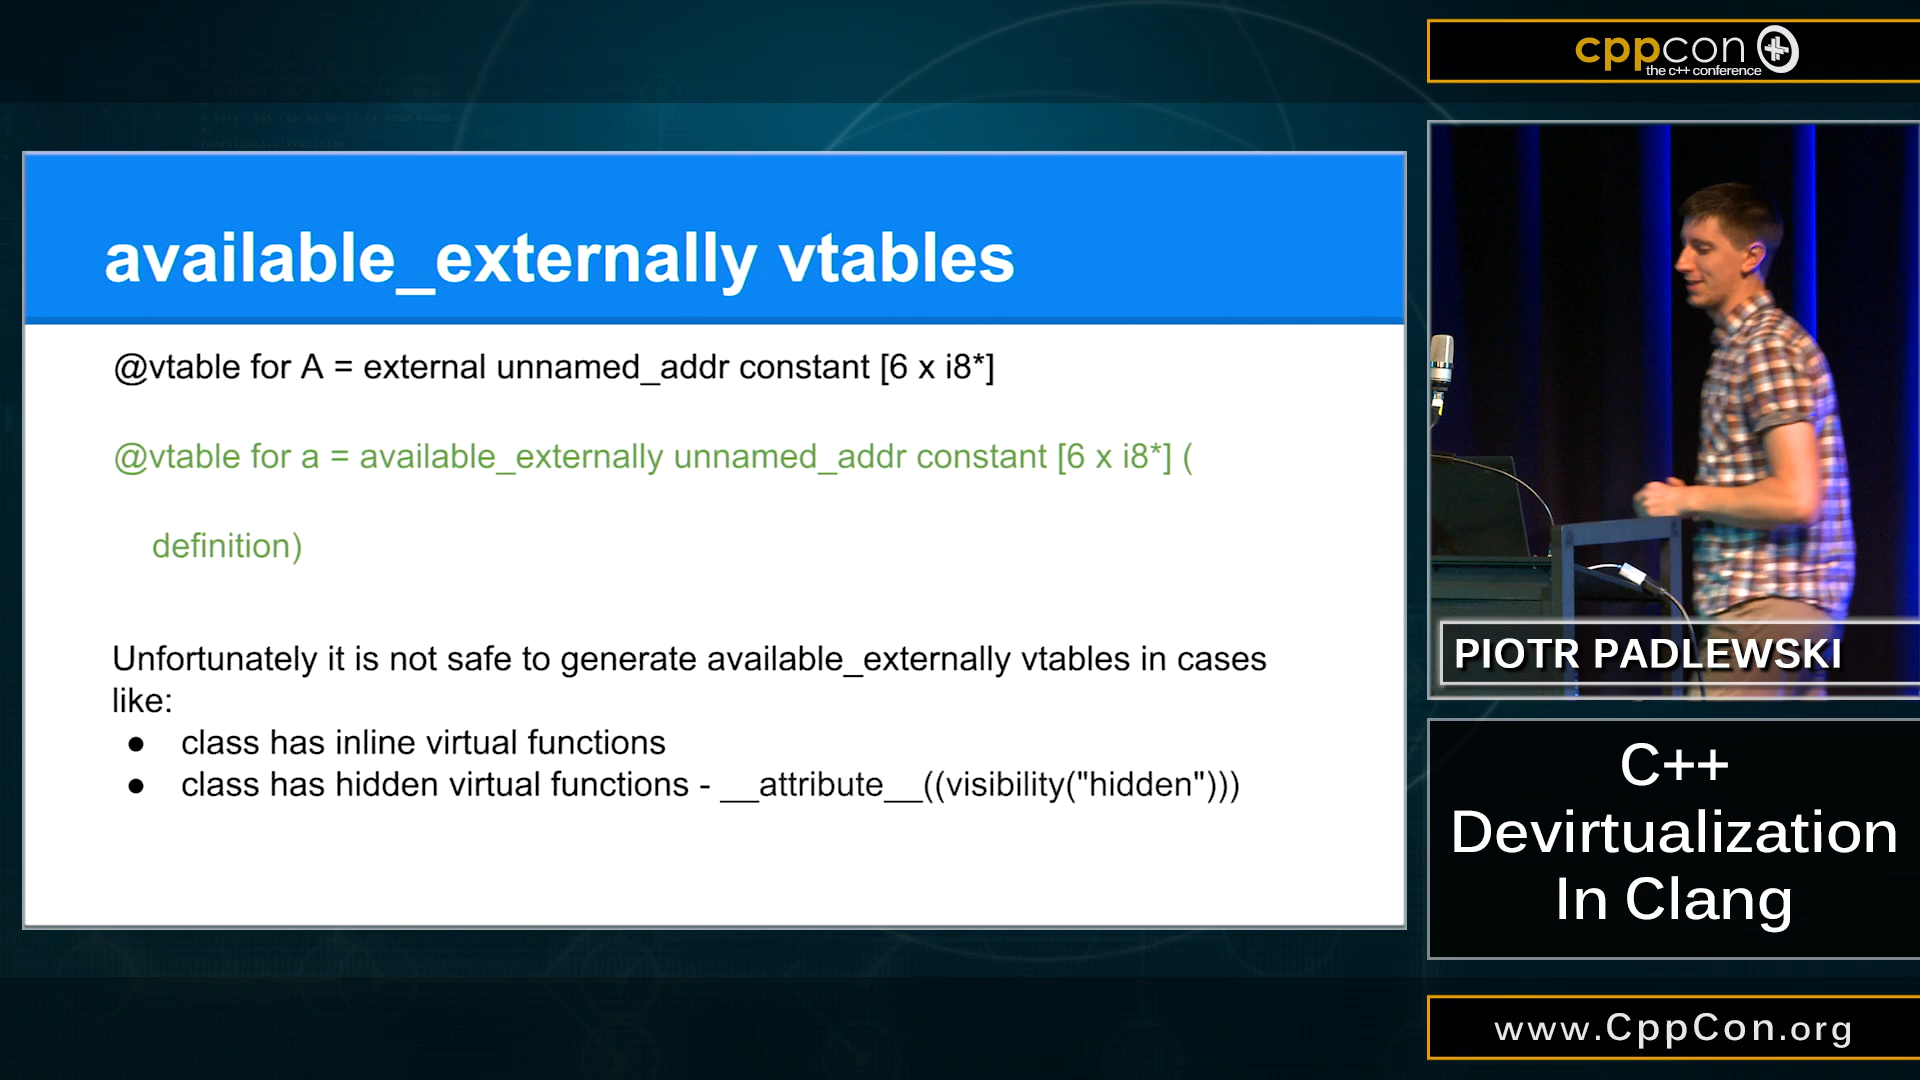 cppcon
the c++ conference
available_externally vtables
@vtable for A = external unnamed_addr constant [6 x i8*]
@vtable for a = available_externally unnamed_addr constant [6 x i8*] (
definition)
Unfortunately it is not safe to generate available_externally vtables in cases
like:
● class has inline virtual functions
● class has hidden virtual functions - __attribute__((visibility("hidden")))
PIOTR PADLEWSKI
C++
Devirtualization
In Clang
www.CppCon.org